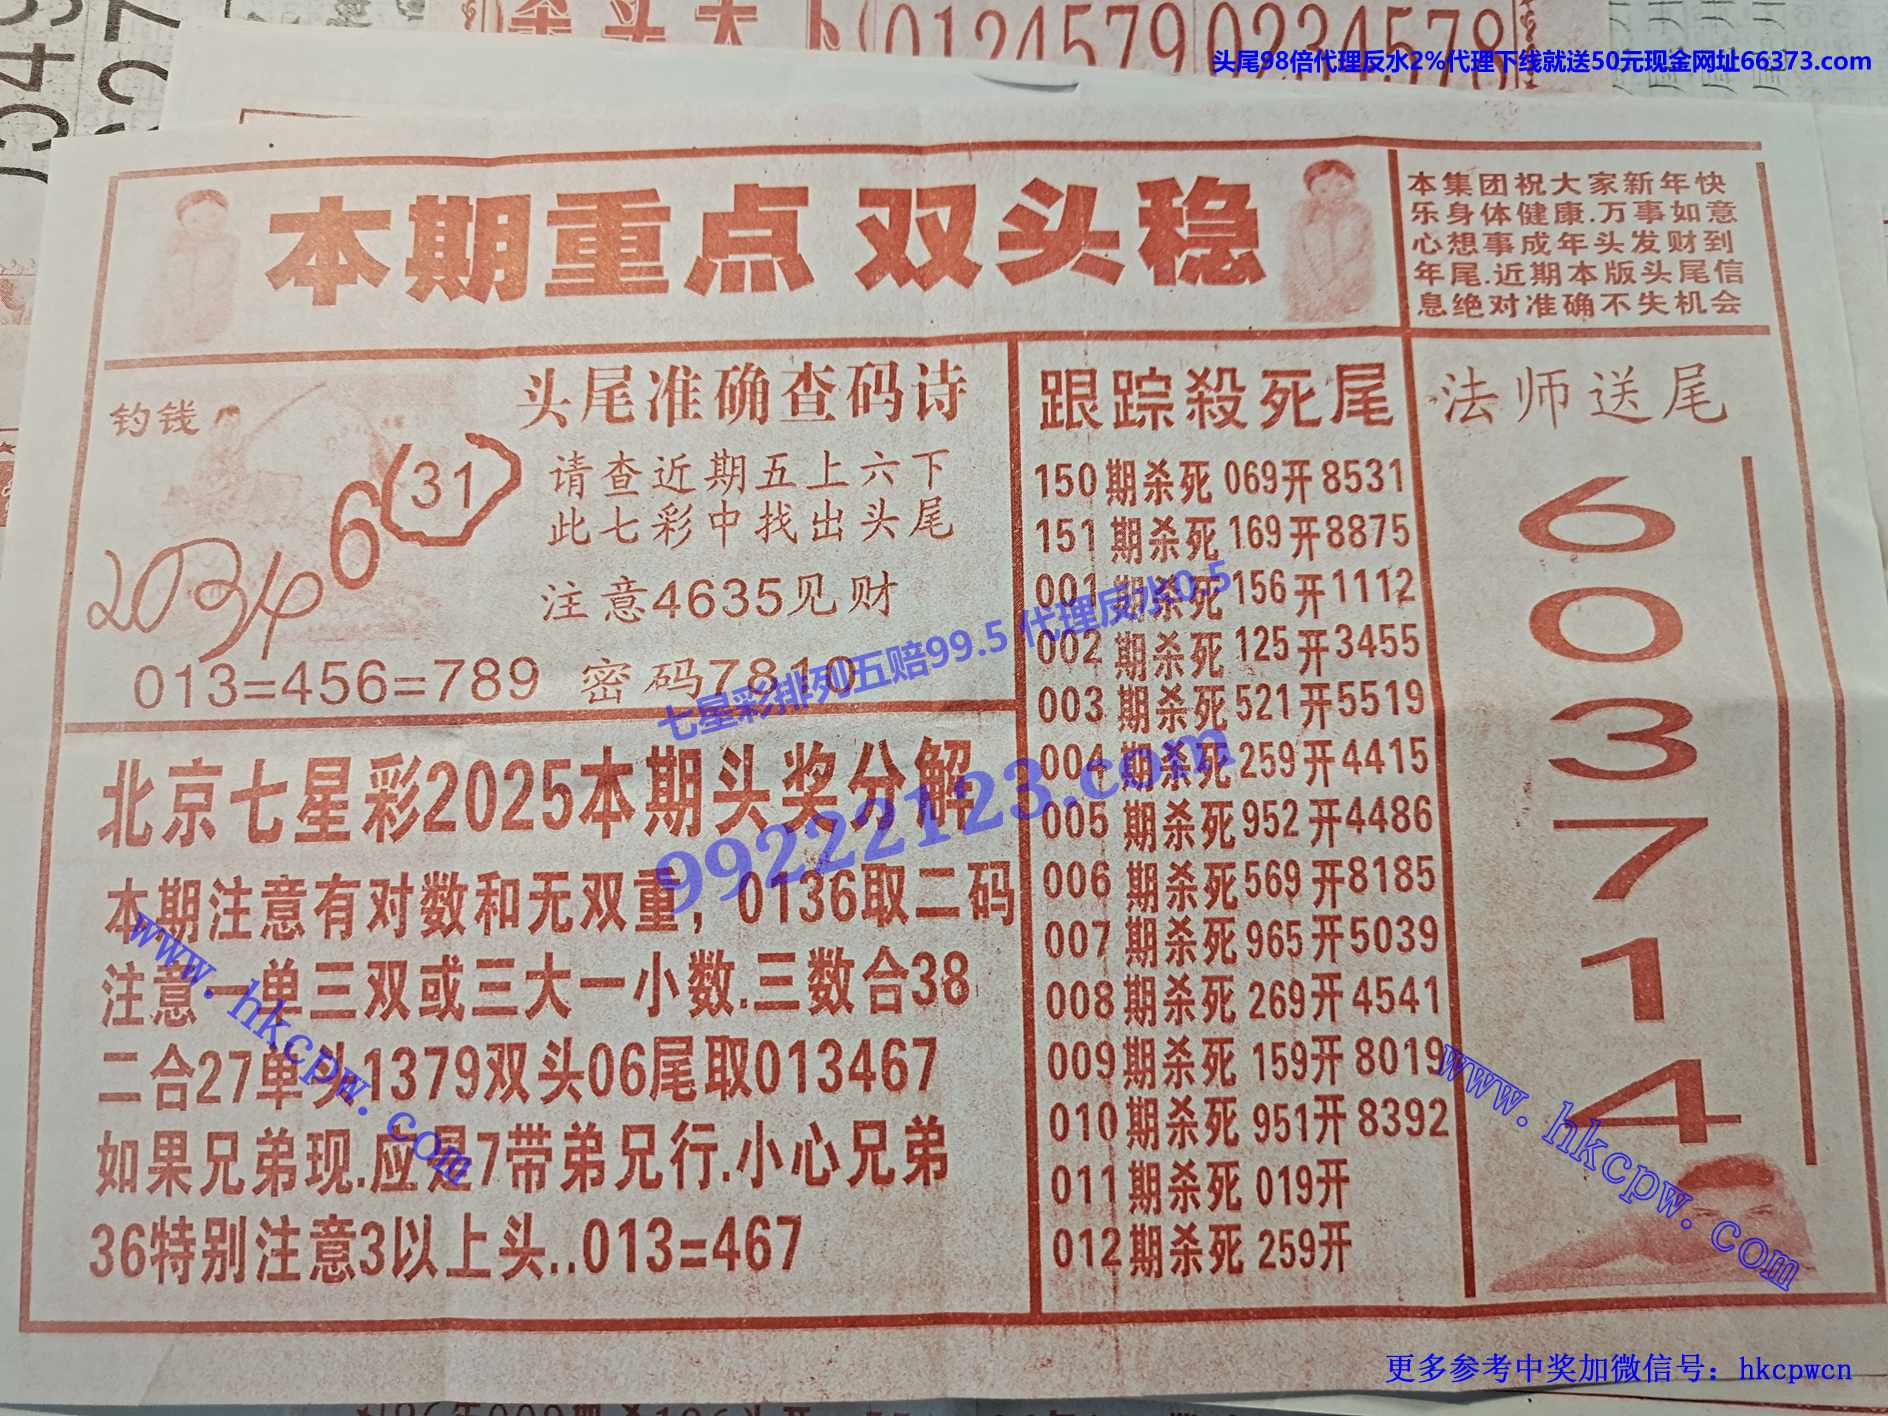 0124579 0234578
头尾98倍代理反水2%代理下线就送50元现金网址66373.com
本期重点 双头稳
本集团祝大家新年快
乐身体健康.万事如意
心想事成年头发财到
年尾.近期本版头尾信
息绝对准确不失机会
钓钱
6 (31)
2034
头尾准确查码诗
请查近期五上六下
此七彩中找出头尾
注意4635见财
013=456=789 密码7810
北京七星彩2025本期头奖分解
本期注意有对数和无双重，0136取二码
注意一单三双或三大一小数.三数合38
二合27单头1379双头06尾取013467
如果兄弟现.应是7带弟兄行.小心兄弟
36特别注意3以上头..013=467
跟踪殺死尾
150期杀死069开8531
151期杀死169开8875
001期杀死156开1112
002期杀死125开3455
003期杀死521开5519
004期杀死259开4415
005期杀死952开4486
006期杀死569开8185
007期杀死965开5039
008期杀死269开4541
009期杀死159开8019
010期杀死951开8392
011期杀死019开
012期杀死259开
法师送尾
6
0
3
7
1
4
七星彩排列五赔99.5 代理反水0.5
99222123.com
www.hkcpw.com
www.hkcpw.com
更多参考中奖加微信号：hkcpwcn